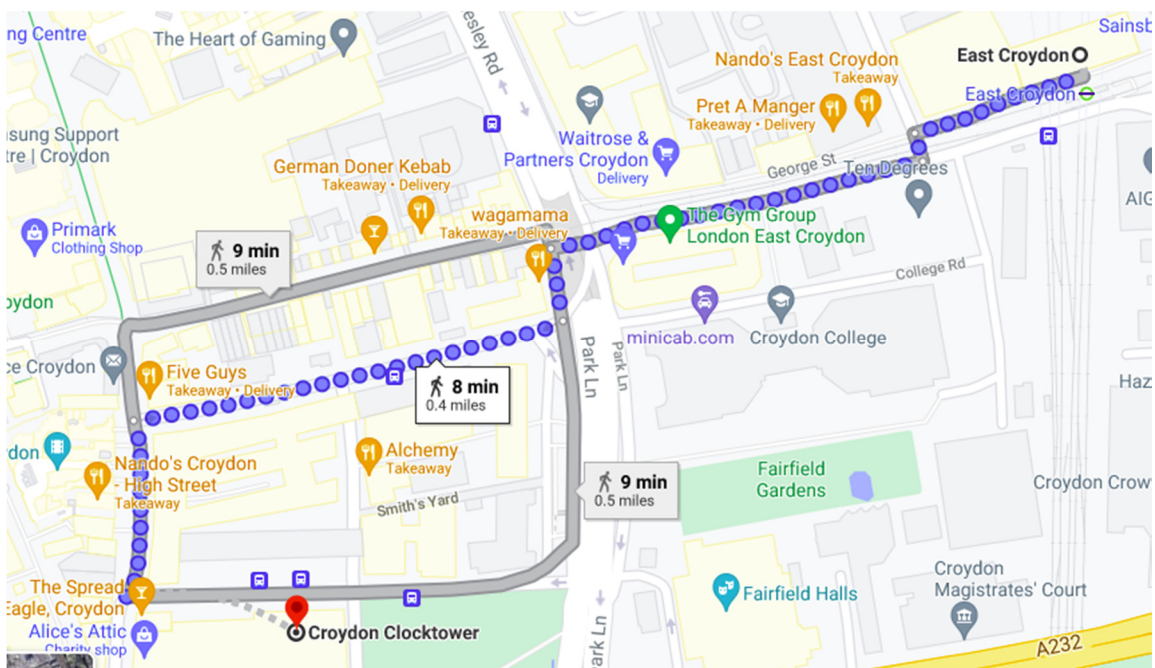 ng Centre
The Heart of Gaming
esley Rd
Sainsb
East Croydon
East Croydon
Nando's East Croydon
Takeaway
Pret A Manger
Takeaway • Delivery
Waitrose &
Partners Croydon
Delivery
George St
Ten Degrees
sung Support
tre | Croydon
German Doner Kebab
Takeaway • Delivery
wagamama
Takeaway • Delivery
The Gym Group
London East Croydon
AIG
Primark
Clothing Shop
9 min
0.5 miles
College Rd
oydon
minicab.com
Croydon College
Park Ln
Park Ln
ce Croydon
Five Guys
Takeaway • Delivery
8 min
0.4 miles
Haz
don
Nando's Croydon
- High Street
Takeaway
Alchemy
Takeaway
Smith's Yard
9 min
0.5 miles
Fairfield
Gardens
Croydon Crow
The Spread
Eagle, Croydon
Alice's Attic
Charity shop
Croydon Clocktower
Park Ln
Fairfield Halls
Croydon
Magistrates' Court
A232